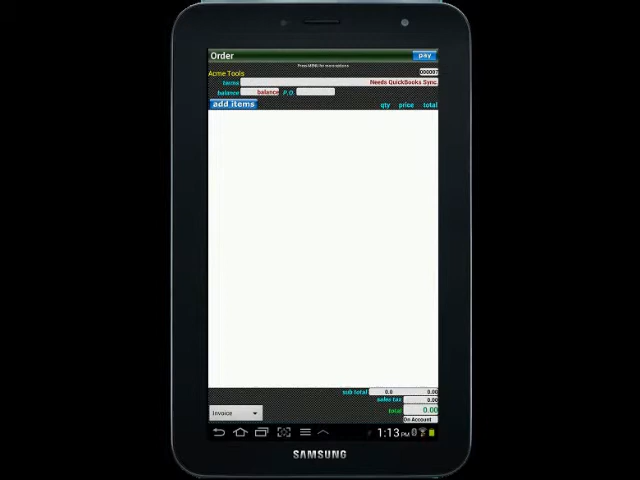 Order pay
Press MENU for more options
Acme Tools 000007
terms Needs QuickBooks Sync.
balance balance P.O.
add items qty price total
sub total 0.0 0.00
sales tax 0.00
Invoice total 0.00
On Account
1:13 PM
SAMSUNG